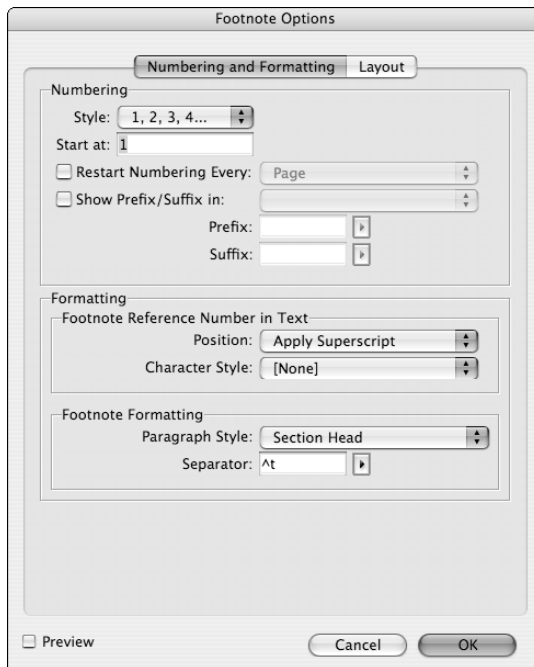 Footnote Options
Numbering and Formatting Layout
Numbering
Style: 1, 2, 3, 4...
Start at: 1
Restart Numbering Every: Page
Show Prefix/Suffix in:
Prefix:
Suffix:
Formatting
Footnote Reference Number in Text
Position: Apply Superscript
Character Style: [None]
Footnote Formatting
Paragraph Style: Section Head
Separator: ^t
Preview Cancel OK